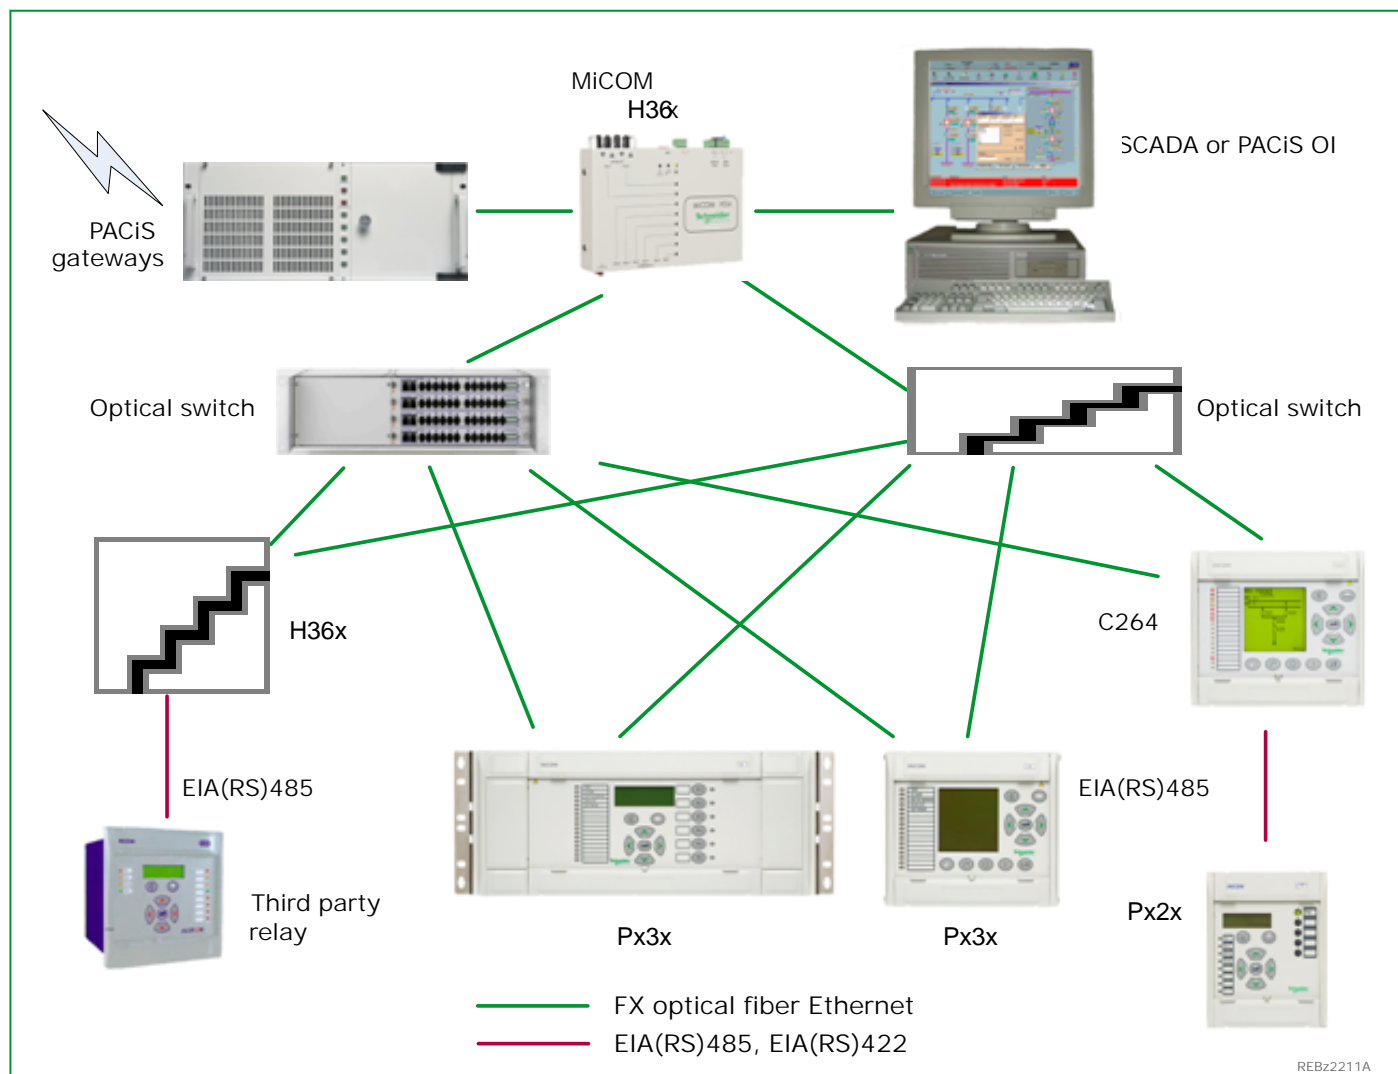 MiCOM
H36x
SCADA or PACiS OI
PACiS
gateways
Optical switch
Optical switch
H36x
C264
EIA(RS)485
EIA(RS)485
Third party
relay
Px3x
Px3x
Px2x
FX optical fiber Ethernet
EIA(RS)485, EIA(RS)422
REBz2211A